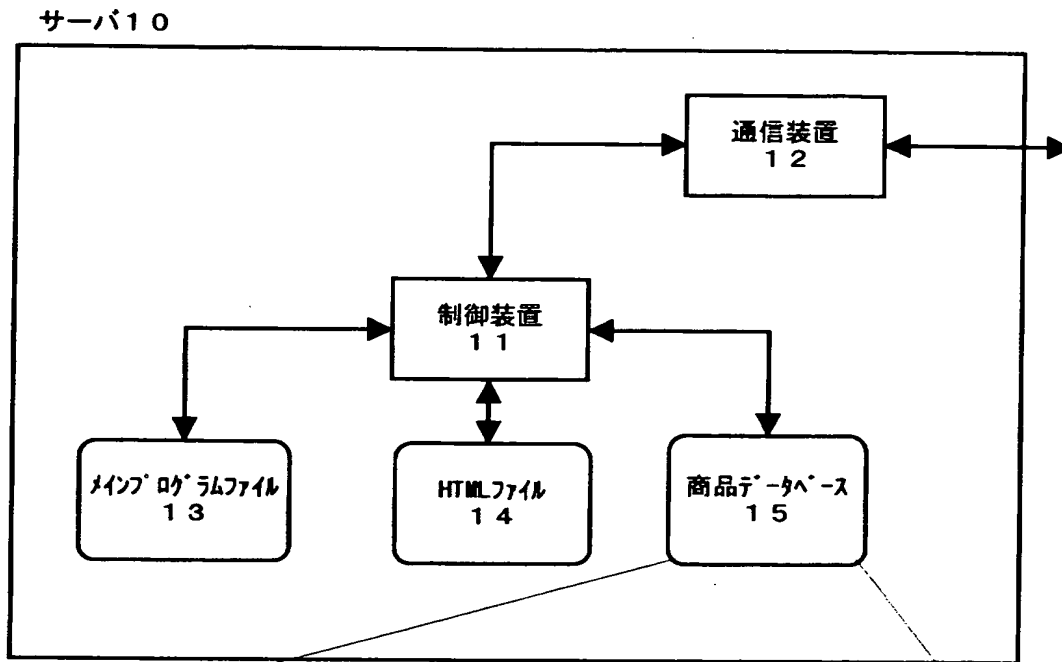 サーバ１０
通信装置
１２
制御装置
１１
ﾒｲﾝﾌﾟﾛｸﾞﾗﾑﾌｧｲﾙ
１３
HTMLﾌｧｲﾙ
１４
商品ﾃﾞｰﾀﾍﾞｰｽ
１５